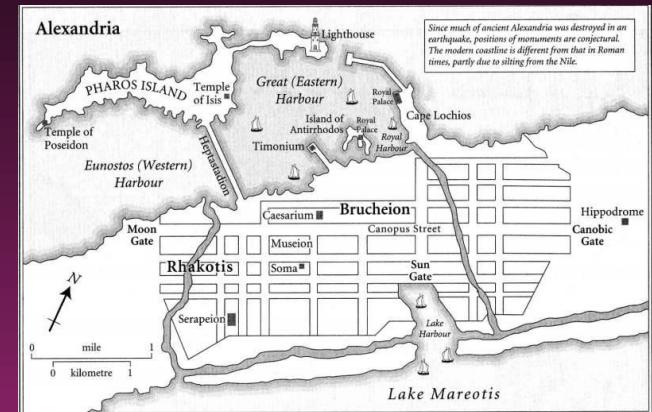 Alexandria
Since much of ancient Alexandria was destroyed in an
earthquake, positions of monuments are conjectural.
The modern coastline is different from that in Roman
times, partly due to silting from the Nile.
Lighthouse
PHAROS ISLAND
Temple
of Isis
Great (Eastern)
Harbour
Royal
Palace
Cape Lochios
Temple of
Poseidon
Island of
Antirrhodos
Royal
Palace
Royal
Harbour
Timonium
Heptastadion
Eunostos (Western)
Harbour
Caesarium
Brucheion
Hippodrome
Moon
Gate
Canopus Street
Canobic
Gate
Museion
Rhakotis
Soma
Sun
Gate
N
Serapeion
Lake
Harbour
0 mile 1
0 kilometre 1
Lake Mareotis